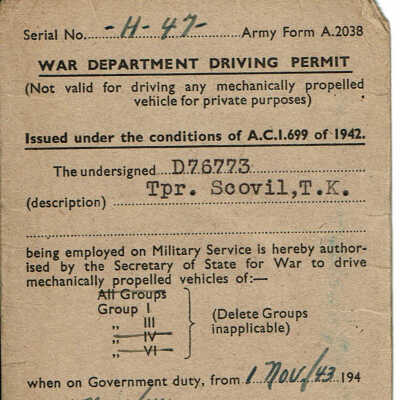 Serial No. -H-47- Army Form A.2038
WAR DEPARTMENT DRIVING PERMIT
(Not valid for driving any mechanically propelled
vehicle for private purposes)
Issued under the conditions of A.C.I.699 of 1942.
The undersigned D76773
Tpr. Scovil,T.K.
(description)
being employed on Military Service is hereby author-
ised by the Secretary of State for War to drive
mechanically propelled vehicles of:—
All Groups
Group I
„ III
„ IV
„ VI
(Delete Groups
inapplicable)
when on Government duty, from 1 Nov/43 194